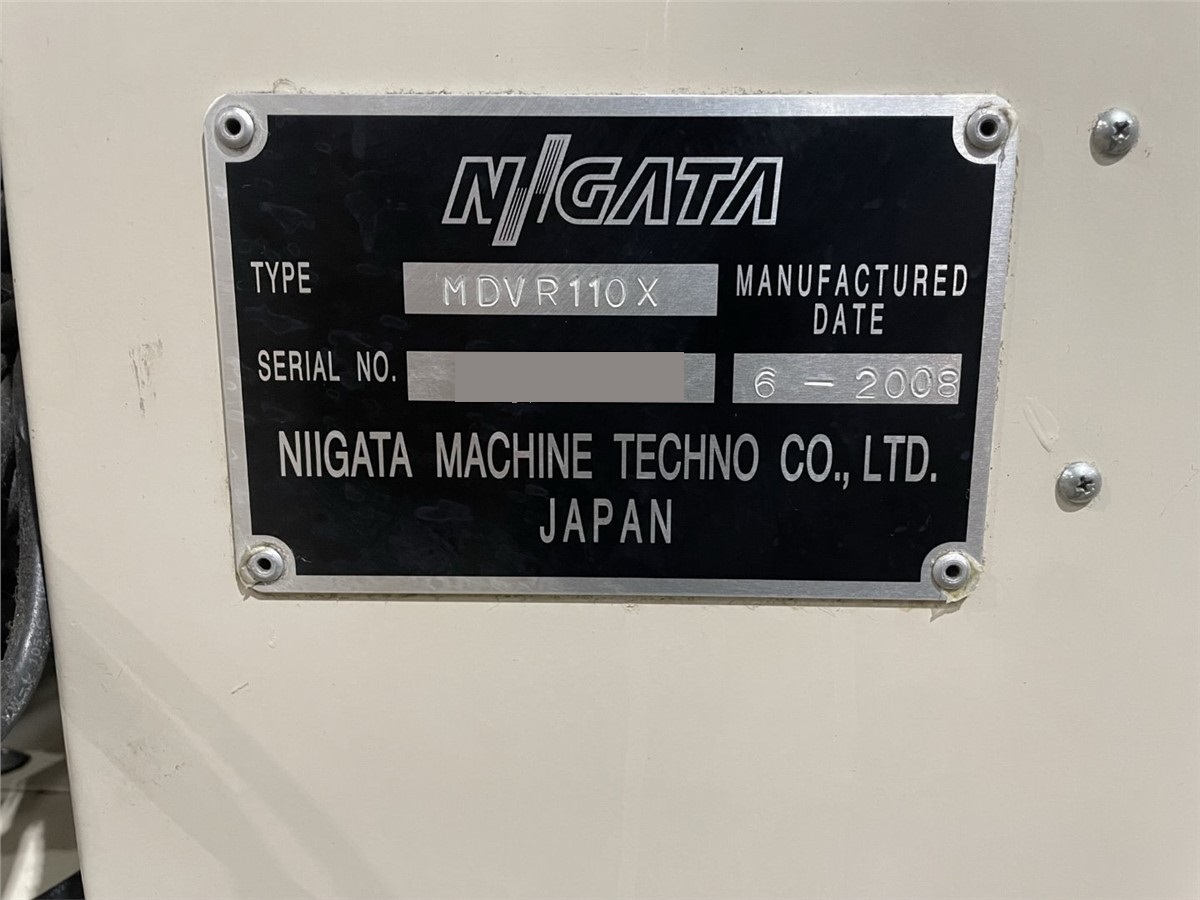 NIIGATA
TYPE MDVR110X
MANUFACTURED
DATE
SERIAL NO.
6 - 2008
NIIGATA MACHINE TECHNO CO., LTD.
JAPAN